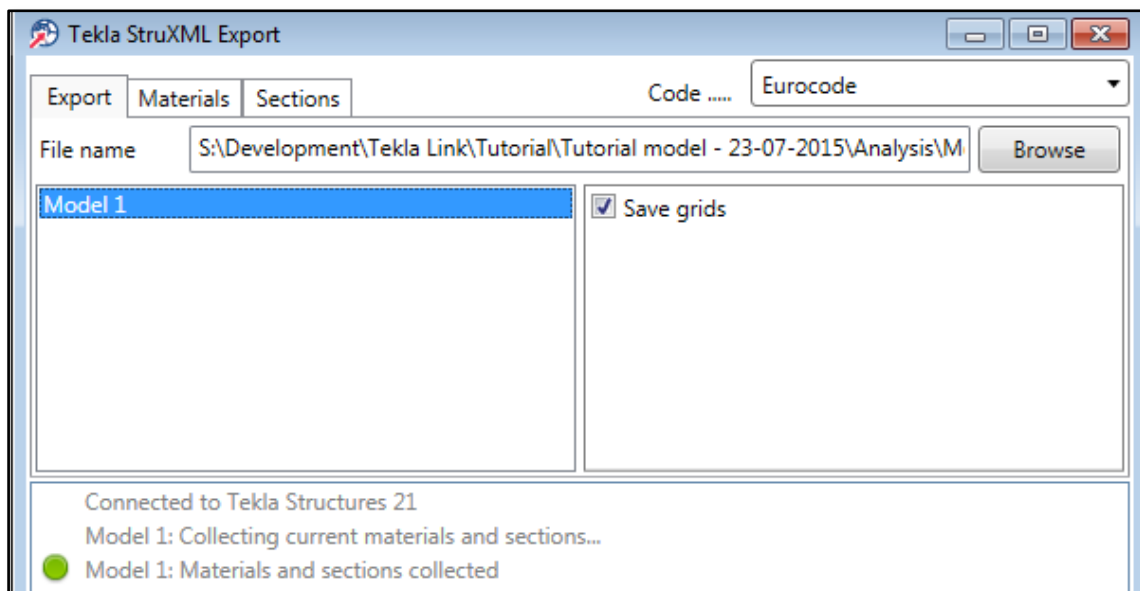 Tekla StruXML Export
Export Materials Sections Code ..... Eurocode
File name S:\Development\Tekla Link\Tutorial\Tutorial model - 23-07-2015\Analysis\M Browse
Model 1 Save grids
Connected to Tekla Structures 21
Model 1: Collecting current materials and sections...
Model 1: Materials and sections collected